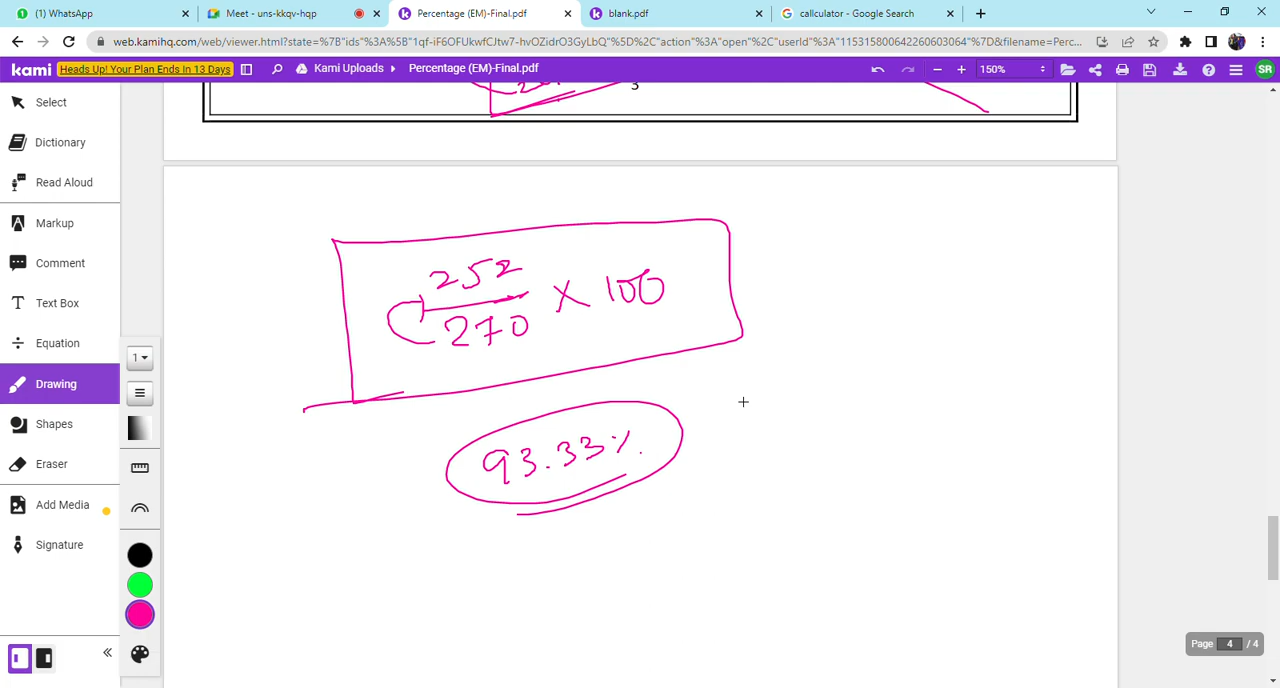 (1) WhatsApp
Meet - uns-kkqv-hqp
Percentage (EM)-Final.pdf
blank.pdf
callculator - Google Search
web.kamihq.com/web/viewer.html?state=%7B"ids"%3A%5B"1qf-iF6OFUkwfCJtw7-hvOZidrO3GyLbQ"%5D%2C"action"%3A"open"%2C"userId"%3A"115315800642260603064"%7D&filename=Perc...
kami
Heads Up! Your Plan Ends In 13 Days
Kami Uploads
Percentage (EM)-Final.pdf
150%
SR
Select
Dictionary
Read Aloud
Markup
Comment
Text Box
Equation
Drawing
Shapes
Eraser
Add Media
Signature
1
3
252
270
× 100
93.33%
Page 4 / 4